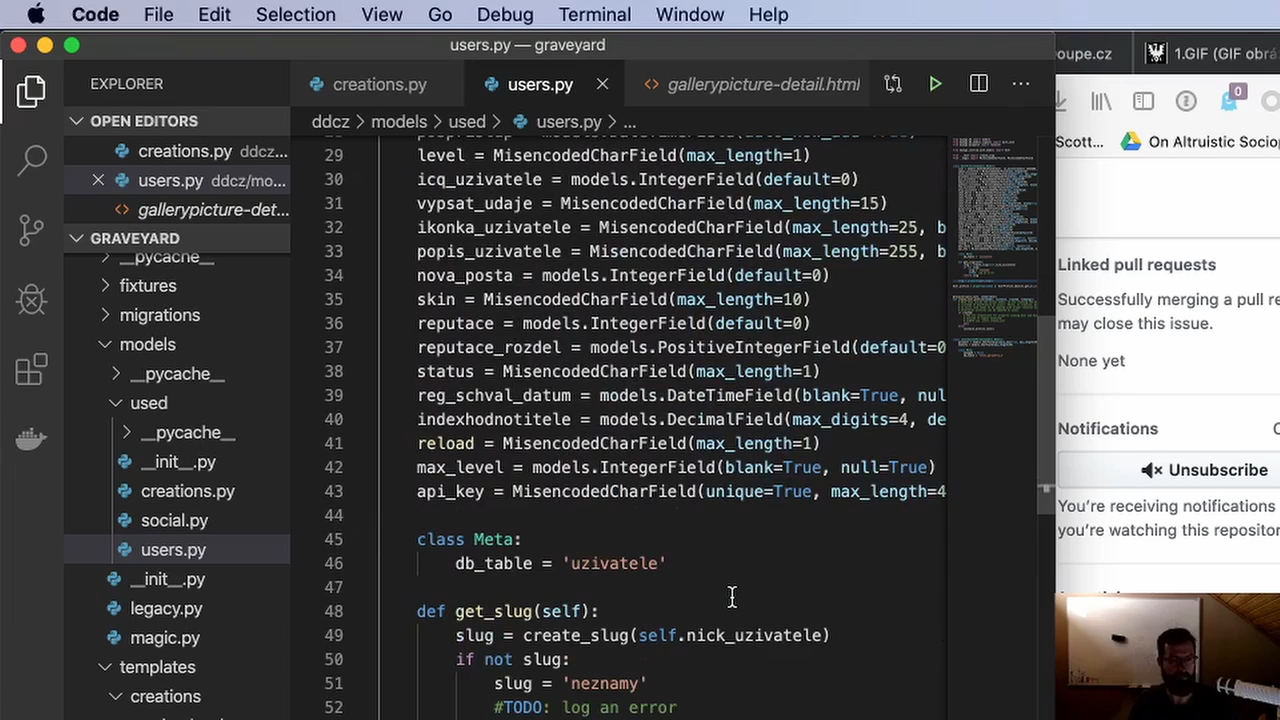 Code File Edit Selection View Go Debug Terminal Window Help
users.py — graveyard
oupe.cz
1.GIF (GIF obrá
EXPLORER
creations.py
users.py
gallerypicture-detail.html
0
OPEN EDITORS
ddcz > models > used > users.py > ...
Scott...
On Altruistic Sociop
creations.py ddcz...
users.py ddcz/mo...
gallerypicture-det...
GRAVEYARD
__pycache__
fixtures
migrations
models
__pycache__
used
__pycache__
__init__.py
creations.py
social.py
users.py
__init__.py
legacy.py
magic.py
templates
creations
29 level = MisencodedCharField(max_length=1)
30 icq_uzivatele = models.IntegerField(default=0)
31 vypsat_udaje = MisencodedCharField(max_length=15)
32 ikonka_uzivatele = MisencodedCharField(max_length=25, b
33 popis_uzivatele = MisencodedCharField(max_length=255, b
34 nova_posta = models.IntegerField(default=0)
35 skin = MisencodedCharField(max_length=10)
36 reputace = models.IntegerField(default=0)
37 reputace_rozdel = models.PositiveIntegerField(default=0
38 status = MisencodedCharField(max_length=1)
39 reg_schval_datum = models.DateTimeField(blank=True, nul
40 indexhodnotitele = models.DecimalField(max_digits=4, de
41 reload = MisencodedCharField(max_length=1)
42 max_level = models.IntegerField(blank=True, null=True)
43 api_key = MisencodedCharField(unique=True, max_length=4
44
45 class Meta:
46 db_table = 'uzivatele'
47
48 def get_slug(self):
49 slug = create_slug(self.nick_uzivatele)
50 if not slug:
51 slug = 'neznamy'
52 #TODO: log an error
Linked pull requests
Successfully merging a pull re
may close this issue.
None yet
Notifications
C
Unsubscribe
You're receiving notifications
you're watching this repositor